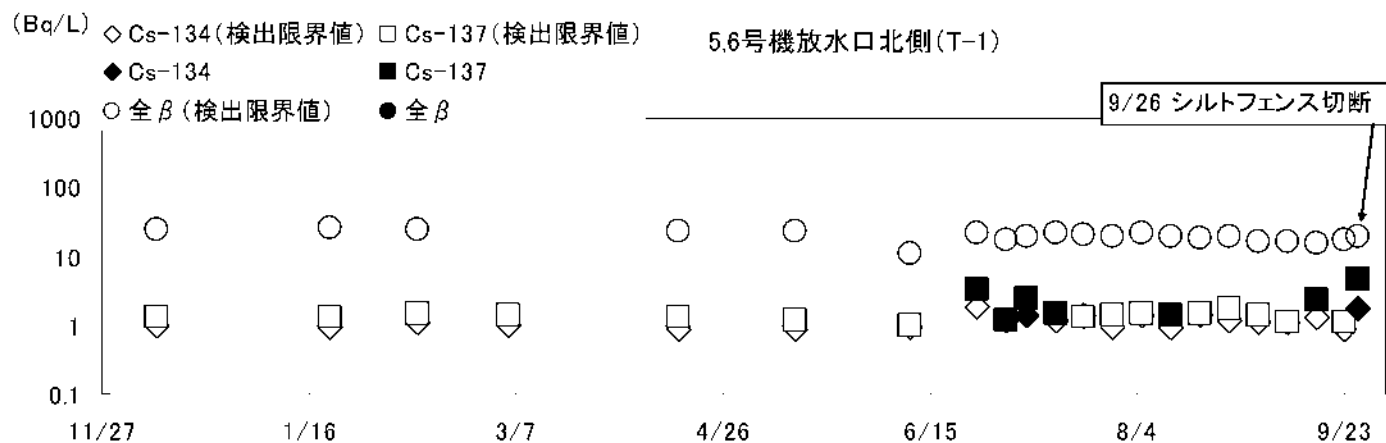 (Bq/L) ◇ Cs-134(検出限界値) □ Cs-137(検出限界値)
◆ Cs-134 ■ Cs-137
○ 全β(検出限界値) ● 全β
5,6号機放水口北側(T-1)
9/26 シルトフェンス切断
1000
100
10
1
0.1
11/27 1/16 3/7 4/26 6/15 8/4 9/23